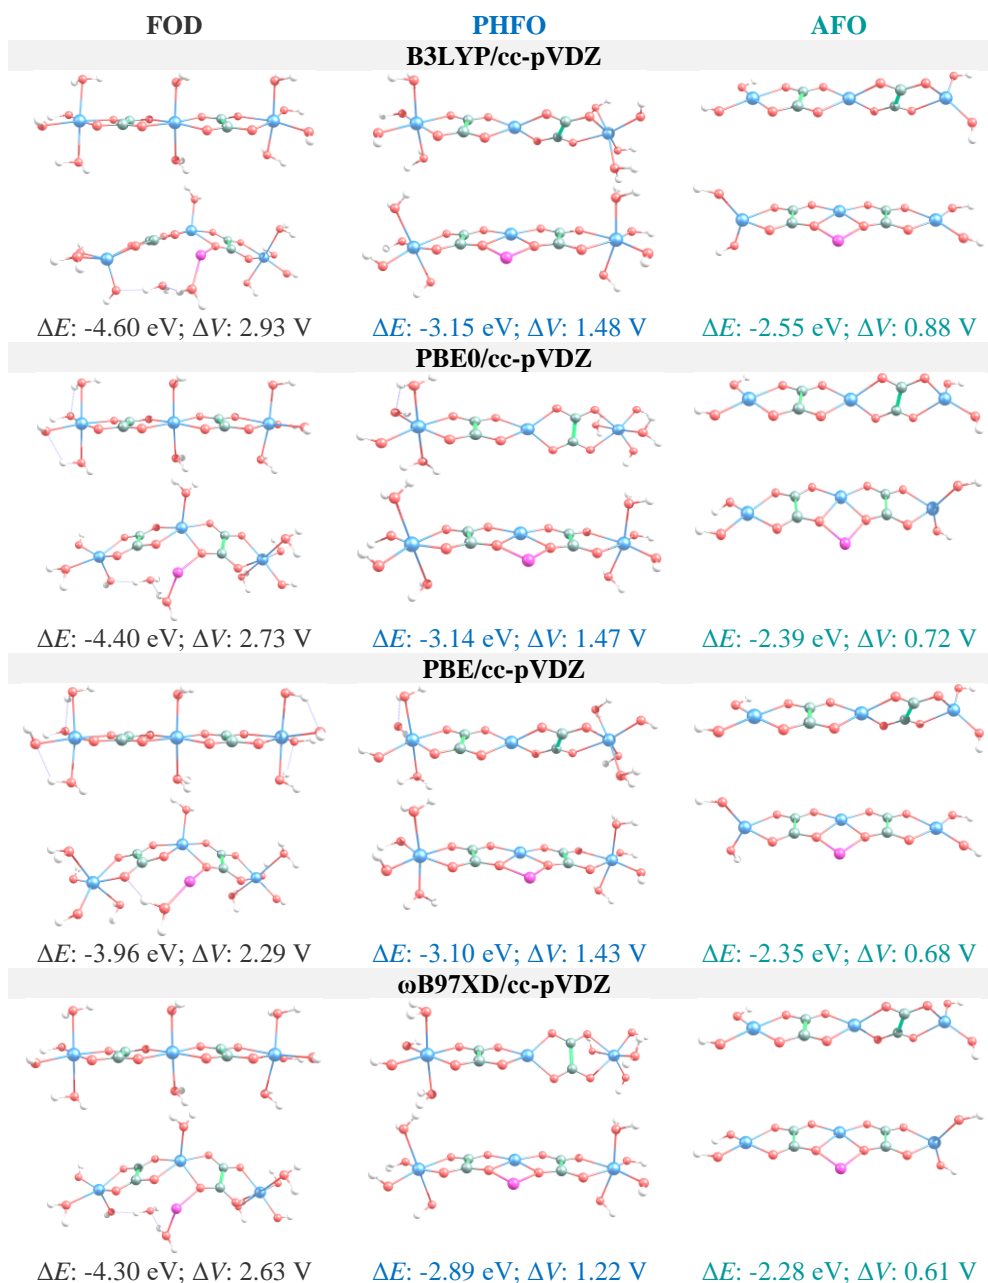 FOD PHFO AFO
B3LYP/cc-pVDZ
ΔE: -4.60 eV; ΔV: 2.93 V ΔE: -3.15 eV; ΔV: 1.48 V ΔE: -2.55 eV; ΔV: 0.88 V
PBE0/cc-pVDZ
ΔE: -4.40 eV; ΔV: 2.73 V ΔE: -3.14 eV; ΔV: 1.47 V ΔE: -2.39 eV; ΔV: 0.72 V
PBE/cc-pVDZ
ΔE: -3.96 eV; ΔV: 2.29 V ΔE: -3.10 eV; ΔV: 1.43 V ΔE: -2.35 eV; ΔV: 0.68 V
ωB97XD/cc-pVDZ
ΔE: -4.30 eV; ΔV: 2.63 V ΔE: -2.89 eV; ΔV: 1.22 V ΔE: -2.28 eV; ΔV: 0.61 V